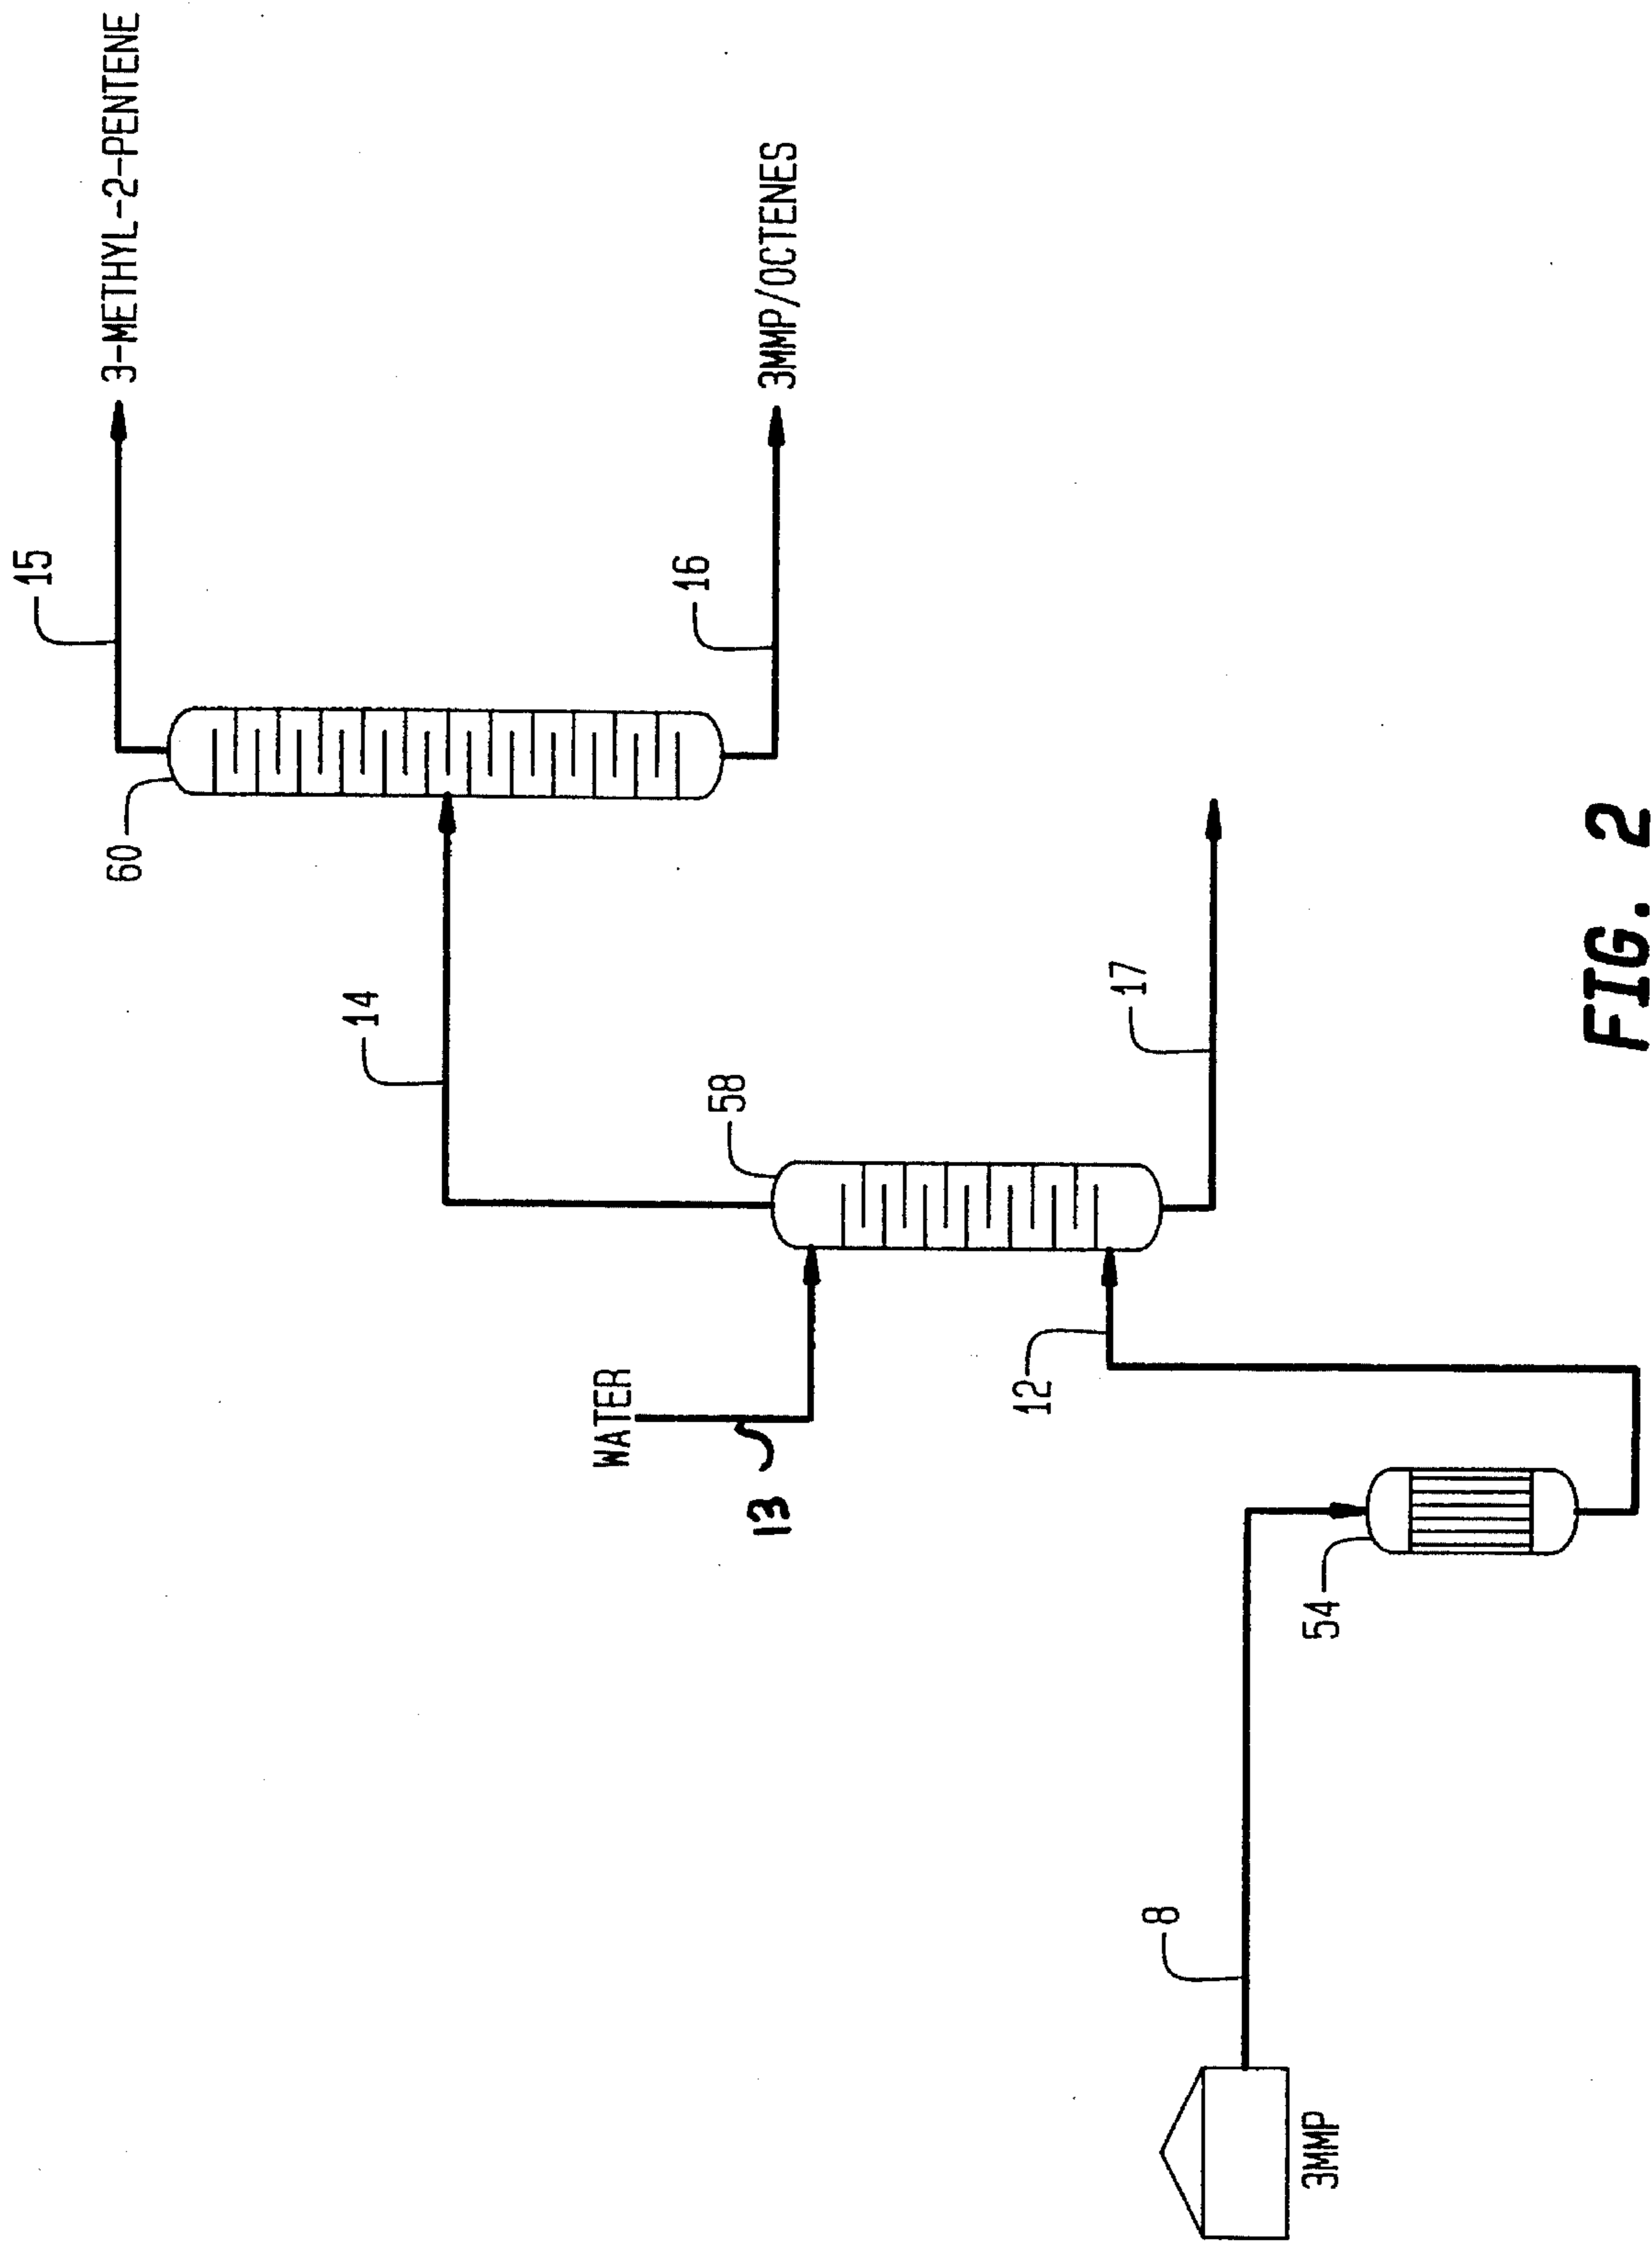 15
3-METHYL-2-PENTENE
60
14
16
3MMP/OCTENES
58
WATER
13
12
17
8
54
3MMP
FIG. 2